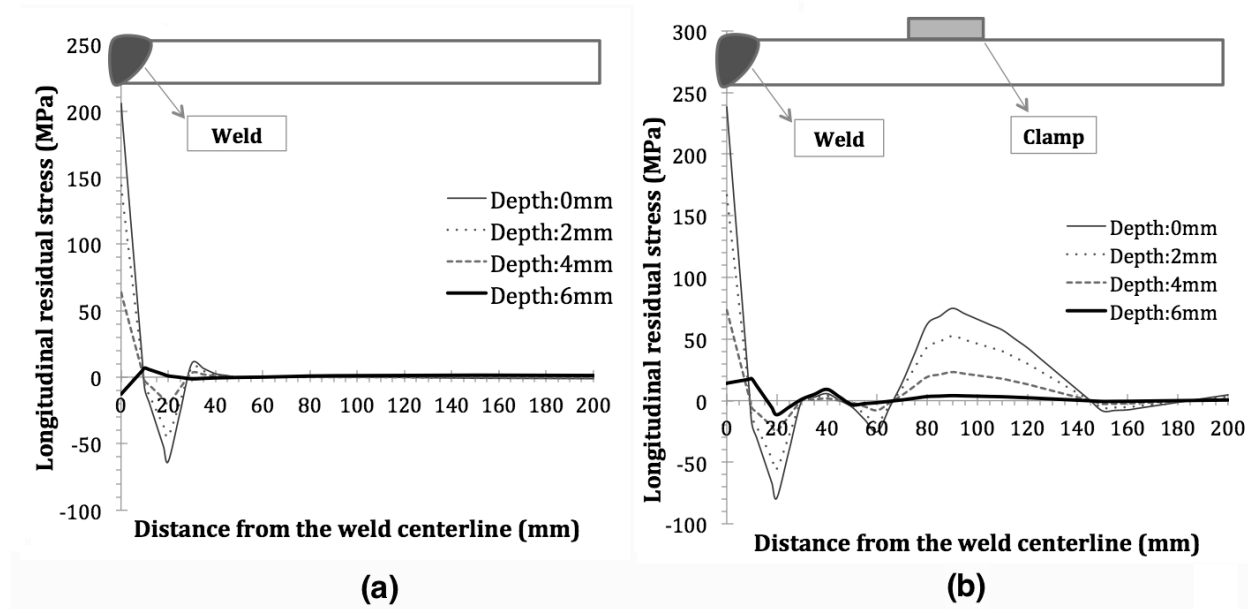 250
200
150
100
50
0
-50
-100
0 20 40 60 80 100 120 140 160 180 200
Longitudinal residual stress (MPa)
Distance from the weld centerline (mm)
Weld
Depth:0mm
Depth:2mm
Depth:4mm
Depth:6mm
(a)
300
250
200
150
100
50
0
-50
-100
0 20 40 60 80 100 120 140 160 180 200
Longitudinal residual stress (MPa)
Distance from the weld centerline (mm)
Weld
Clamp
Depth:0mm
Depth:2mm
Depth:4mm
Depth:6mm
(b)